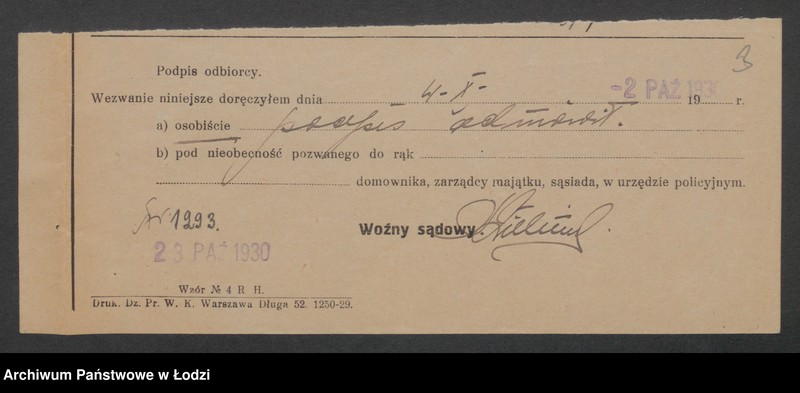 3
Podpis odbiorcy.
Wezwanie niniejsze doręczyłem dnia 4-X- -2 PAŹ 1930 19 r.
a) osobiście podpis odmówił.
b) pod nieobecność pozwanego do rąk
domownika, zarządcy majątku, sąsiada, w urzędzie policyjnym.
1293.
Woźny sądowy
23 PAŹ 1930
Wzór № 4 R H.
Druk. Dz. Pr. W. K. Warszawa Długa 52. 1250-29.
Archiwum Państwowe w Łodzi